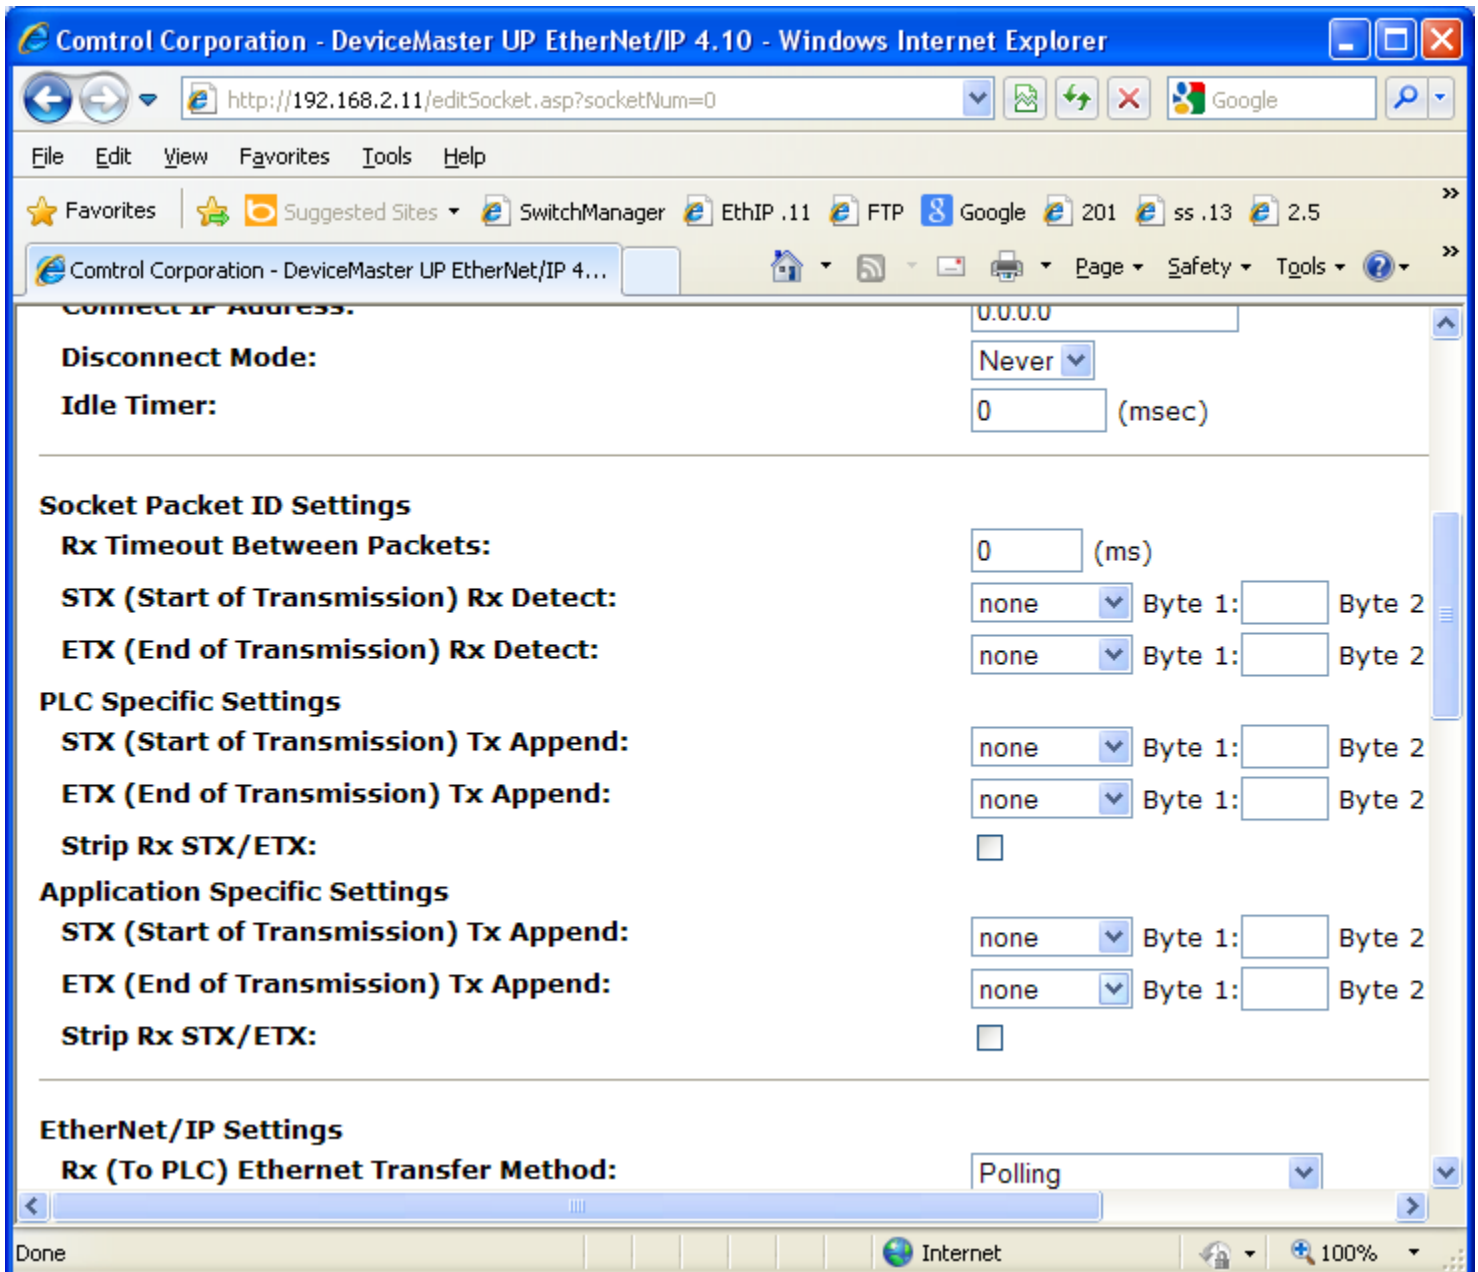 Comtrol Corporation - DeviceMaster UP EtherNet/IP 4.10 - Windows Internet Explorer
http://192.168.2.11/editSocket.asp?socketNum=0
Google
File Edit View Favorites Tools Help
Favorites Suggested Sites SwitchManager EthIP .11 FTP 8 Google 201 ss .13 2.5 »
Comtrol Corporation - DeviceMaster UP EtherNet/IP 4... Page Safety Tools »
Connect IP Address: 0.0.0.0
Disconnect Mode: Never
Idle Timer: 0 (msec)
Socket Packet ID Settings
Rx Timeout Between Packets: 0 (ms)
STX (Start of Transmission) Rx Detect: none Byte 1: Byte 2
ETX (End of Transmission) Rx Detect: none Byte 1: Byte 2
PLC Specific Settings
STX (Start of Transmission) Tx Append: none Byte 1: Byte 2
ETX (End of Transmission) Tx Append: none Byte 1: Byte 2
Strip Rx STX/ETX:
Application Specific Settings
STX (Start of Transmission) Tx Append: none Byte 1: Byte 2
ETX (End of Transmission) Tx Append: none Byte 1: Byte 2
Strip Rx STX/ETX:
EtherNet/IP Settings
Rx (To PLC) Ethernet Transfer Method: Polling
Done Internet 100%